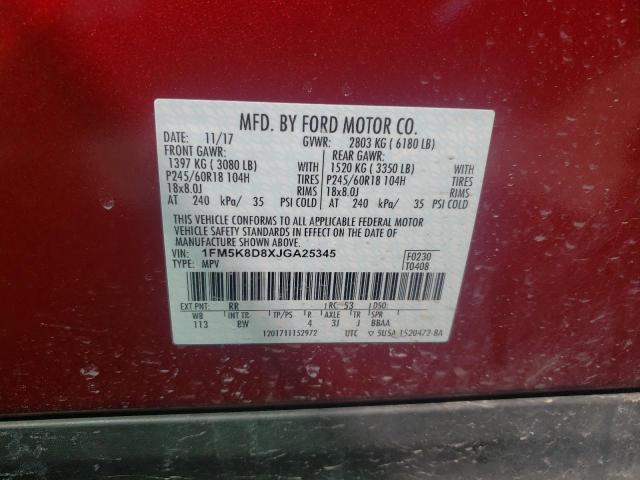 MFD. BY FORD MOTOR CO.
DATE: 11/17 GVWR: 2803 KG ( 6180 LB)
FRONT GAWR: REAR GAWR:
1397 KG ( 3080 LB) WITH 1520 KG ( 3350 LB) WITH
P245/60R18 104H TIRES P245/60R18 104H TIRES
18x8.0J RIMS 18x8.0J RIMS
AT 240 kPa/ 35 PSI COLD AT 240 kPa/ 35 PSI COLD
THIS VEHICLE CONFORMS TO ALL APPLICABLE FEDERAL MOTOR
VEHICLE SAFETY STANDARDS IN EFFECT ON THE DATE OF
MANUFACTURE SHOWN ABOVE.
VIN: 1FM5K8D8XJGA25345 F0230
TYPE: MPV T0408
EXT PNT: RR RC: 53 DSO:
WB INT TR TP/PS R AXLE TR SPR
113 BW 4 3J J BBAA
1201711152972 UTC ▽ 5USA 1520472-BA